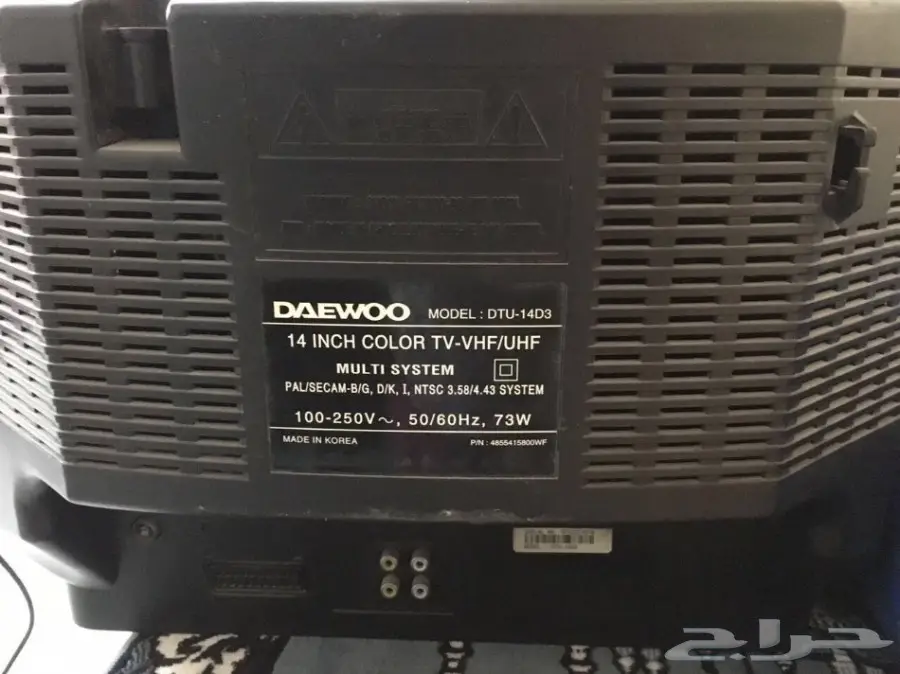 DAEWOO MODEL : DTU-14D3
14 INCH COLOR TV-VHF/UHF
MULTI SYSTEM
PAL/SECAM-B/G, D/K, I, NTSC 3.58/4.43 SYSTEM
100-250V～, 50/60Hz, 73W
MADE IN KOREA P/N : 4855415800WF
حراج